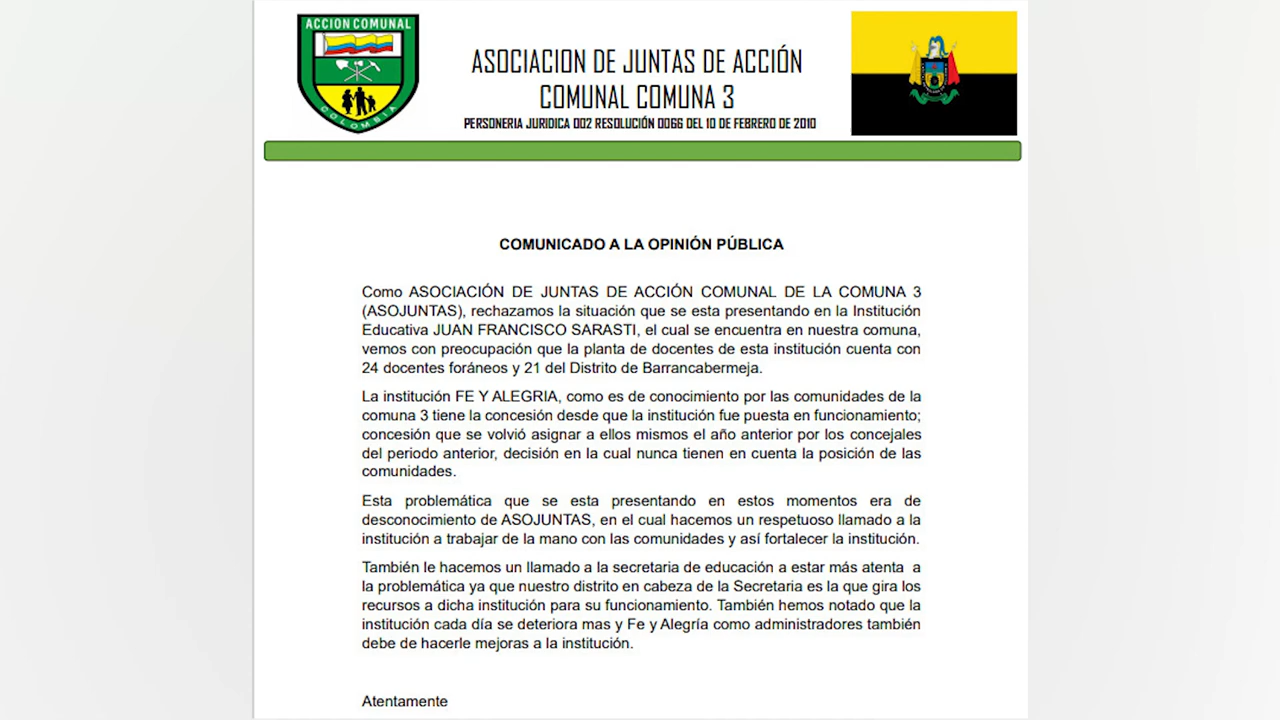 ACCION COMUNAL
COLOMBIA
ASOCIACION DE JUNTAS DE ACCIÓN
COMUNAL COMUNA 3
PERSONERIA JURIDICA 002 RESOLUCIÓN 0066 DEL 10 DE FEBRERO DE 2010
COMUNICADO A LA OPINIÓN PÚBLICA
Como ASOCIACIÓN DE JUNTAS DE ACCIÓN COMUNAL DE LA COMUNA 3
(ASOJUNTAS), rechazamos la situación que se esta presentando en la Institución
Educativa JUAN FRANCISCO SARASTI, el cual se encuentra en nuestra comuna,
vemos con preocupación que la planta de docentes de esta institución cuenta con
24 docentes foráneos y 21 del Distrito de Barrancabermeja.
La institución FE Y ALEGRIA, como es de conocimiento por las comunidades de la
comuna 3 tiene la concesión desde que la institución fue puesta en funcionamiento;
concesión que se volvió asignar a ellos mismos el año anterior por los concejales
del periodo anterior, decisión en la cual nunca tienen en cuenta la posición de las
comunidades.
Esta problemática que se esta presentando en estos momentos era de
desconocimiento de ASOJUNTAS, en el cual hacemos un respetuoso llamado a la
institución a trabajar de la mano con las comunidades y así fortalecer la institución.
También le hacemos un llamado a la secretaria de educación a estar más atenta a
la problemática ya que nuestro distrito en cabeza de la Secretaria es la que gira los
recursos a dicha institución para su funcionamiento. También hemos notado que la
institución cada día se deteriora mas y Fe y Alegría como administradores también
debe de hacerle mejoras a la institución.
Atentamente